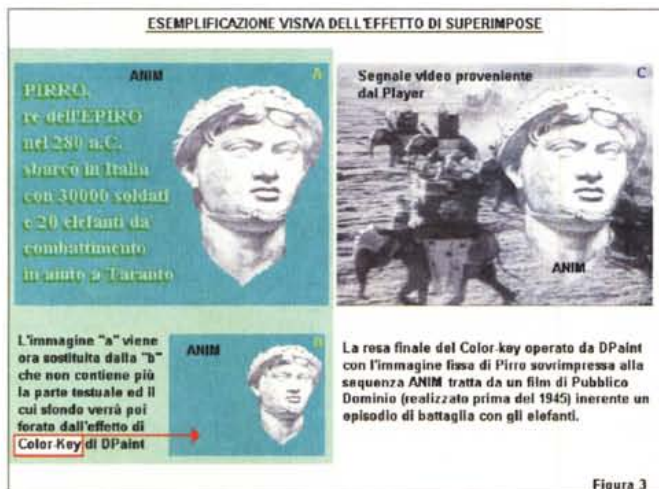 ESEMPLIFICAZIONE VISIVA DELL'EFFETTO DI SUPERIMPOSE
ANIM
A
PIRRO,
re dell'EPIRO
nel 280 a.C.
sbarcò in Italia
con 30000 soldati
e 20 elefanti da
combattimento
in aiuto a Taranto
Segnale video proveniente
dal Player
C
ANIM
L'immagine "a" viene
ora sostituita dalla "b"
che non contiene più
la parte testuale ed il
cui sfondo verrà poi
forato dall'effetto di
Color-Key di DPaint
ANIM
B
La resa finale del Color-key operato da DPaint
con l'immagine fissa di Pirro sovrimpressa alla
sequenza ANIM tratta da un film di Pubblico
Dominio (realizzato prima del 1945) inerente un
episodio di battaglia con gli elefanti.
Figura 3